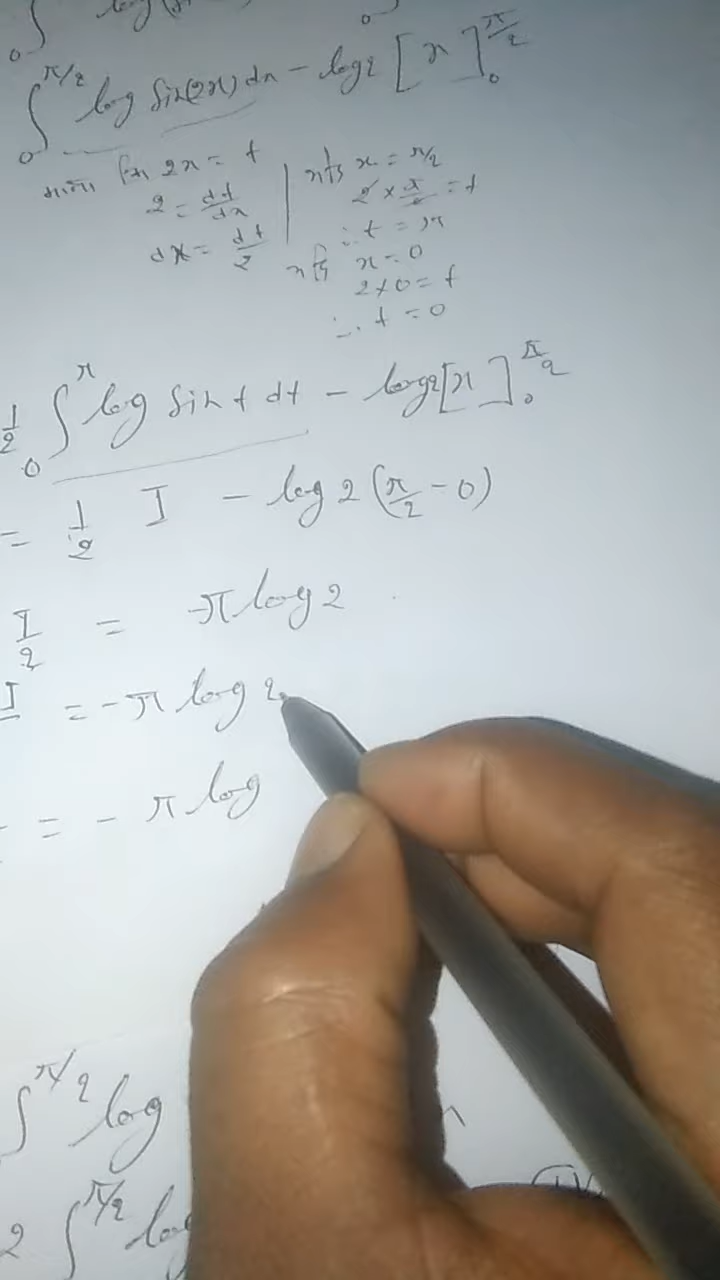 ∫₀^π/2 log sin(2x) dx − log2 [x]₀^π/2
माना कि 2x = t
2 = dt/dx
dx = dt/2
x = π/2
2 × π/2 = t
∴ t = π
x = 0
2 × 0 = t
∴ t = 0
1/2 ∫₀^π log sin t dt − log2 [x]₀^π/2
= 1/2 I − log 2 (π/2 − 0)
I/2 = −π log 2
I = −π log 2
= − π log
∫^π/2 log
2 ∫^π/2 log